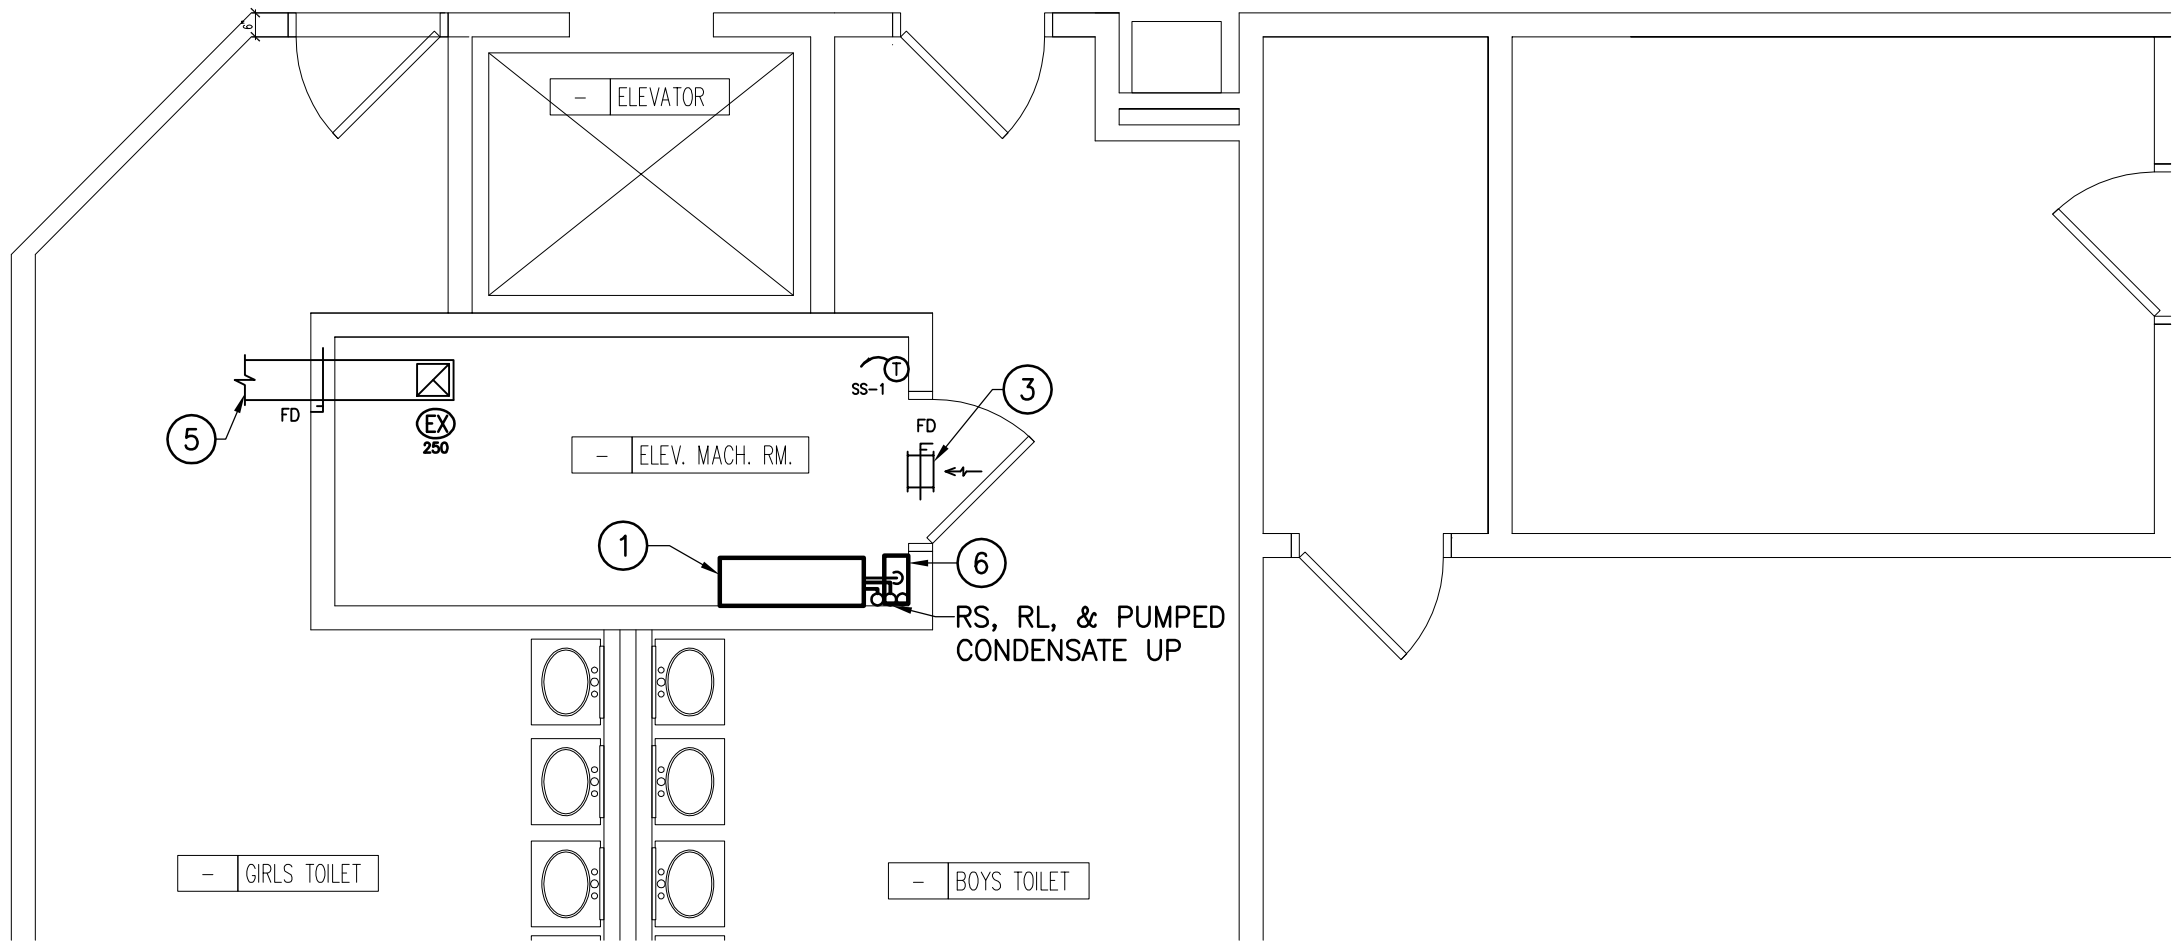 6"
- ELEVATOR
T
SS-1
3
5
FD
EX
250
FD
- ELEV. MACH. RM.
1
6
RS, RL, & PUMPED
CONDENSATE UP
- GIRLS TOILET
- BOYS TOILET